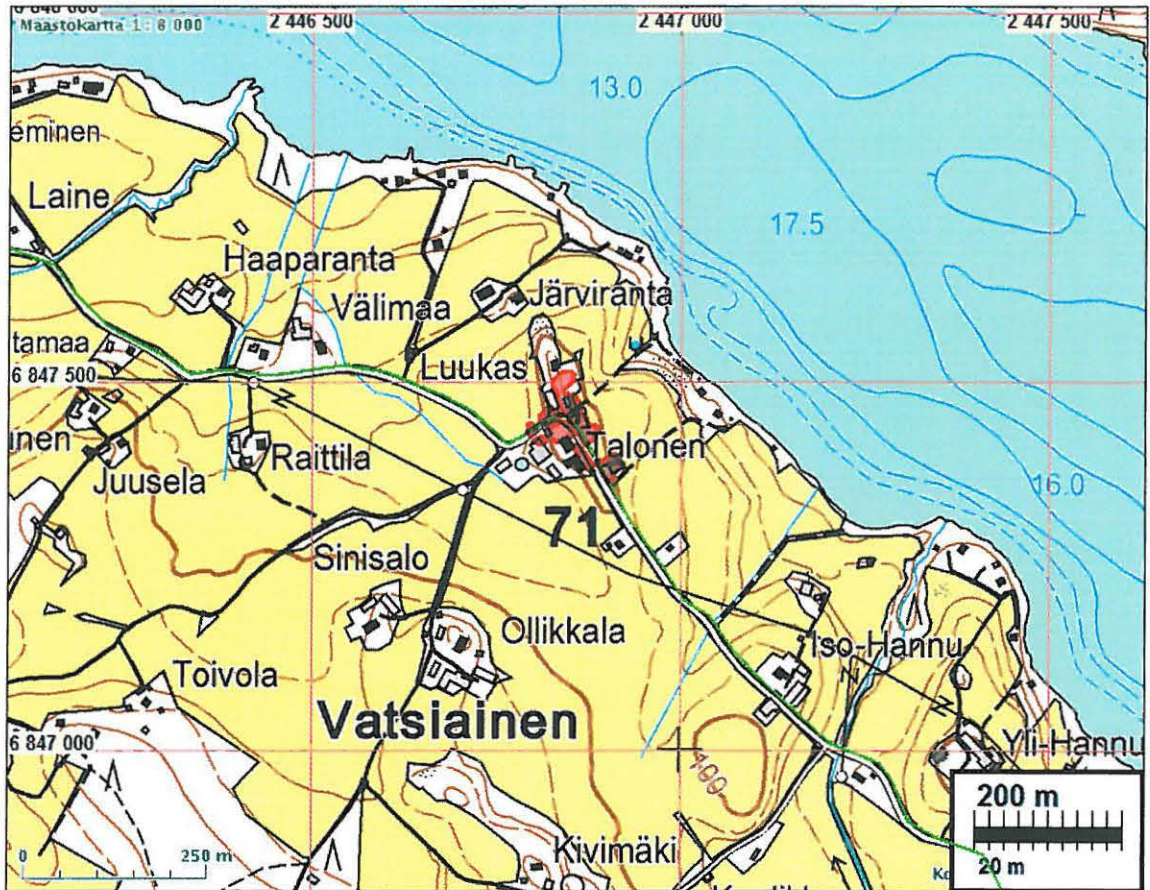 2 446 500
2 447 000
2 447 500
Maastokartta 1: 8 000
13.0
eminen
Laine
17.5
Haaparanta
Välimaa
Järviranta
tamaa
6 847 500
Luukas
unen
Raittila
Talonen
Juusela
16.0
71
Sinisalo
Ollikkala
Iso-Hannu
Toivola
Vatsiainen
6 847 000
100
Yli-Hannu
200 m
20 m
0 250 m
Kivimäki